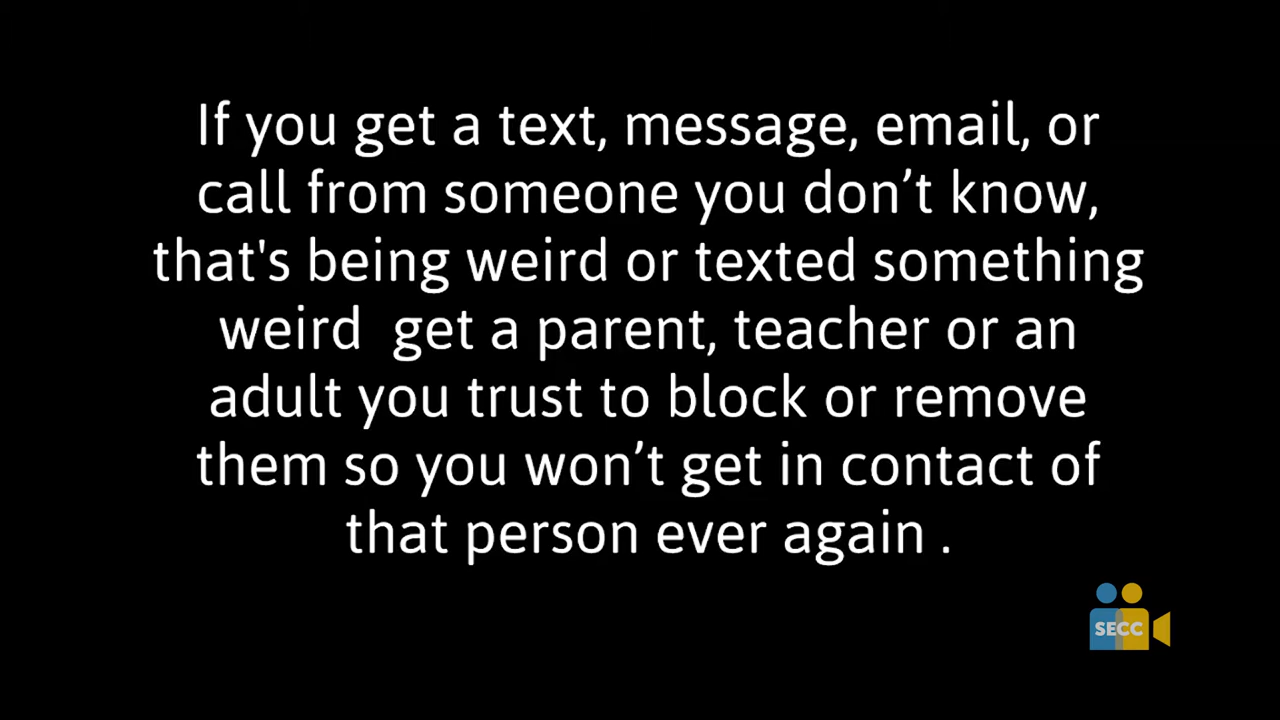 If you get a text, message, email, or
call from someone you don’t know,
that's being weird or texted something
weird  get a parent, teacher or an
adult you trust to block or remove
them so you won’t get in contact of
that person ever again .
SECC